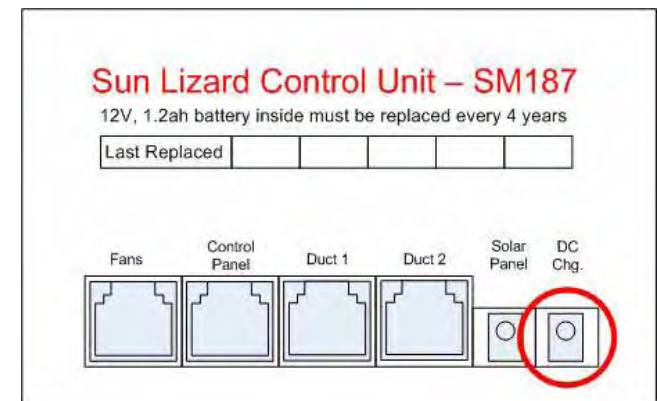 Sun Lizard Control Unit – SM187
12V, 1.2ah battery inside must be replaced every 4 years
Last Replaced
Fans
Control
Panel
Duct 1
Duct 2
Solar
Panel
DC
Chg.